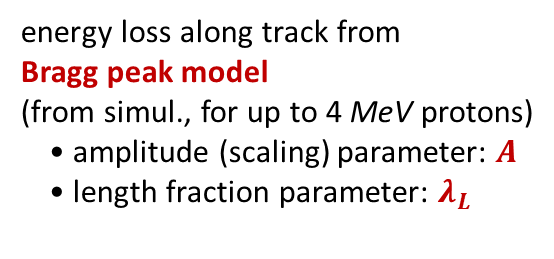 energy loss along track from
Bragg peak model
(from simul., for up to 4 MeV protons)
• amplitude (scaling) parameter: A
• length fraction parameter: λ_L